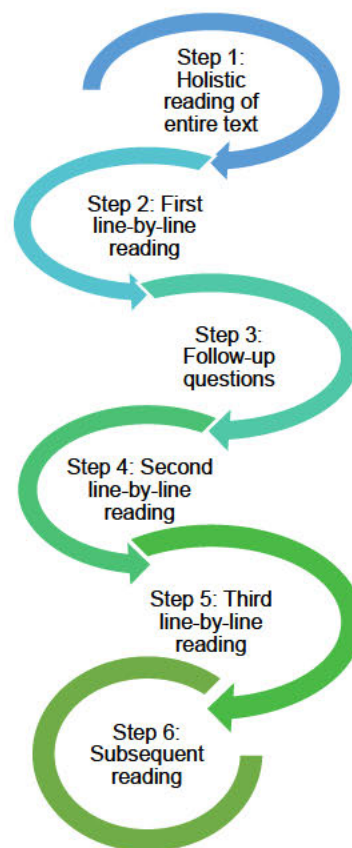 Step 1:
Holistic
reading of
entire text
Step 2: First
line-by-line
reading
Step 3:
Follow-up
questions
Step 4: Second
line-by-line
reading
Step 5: Third
line-by-line
reading
Step 6:
Subsequent
reading